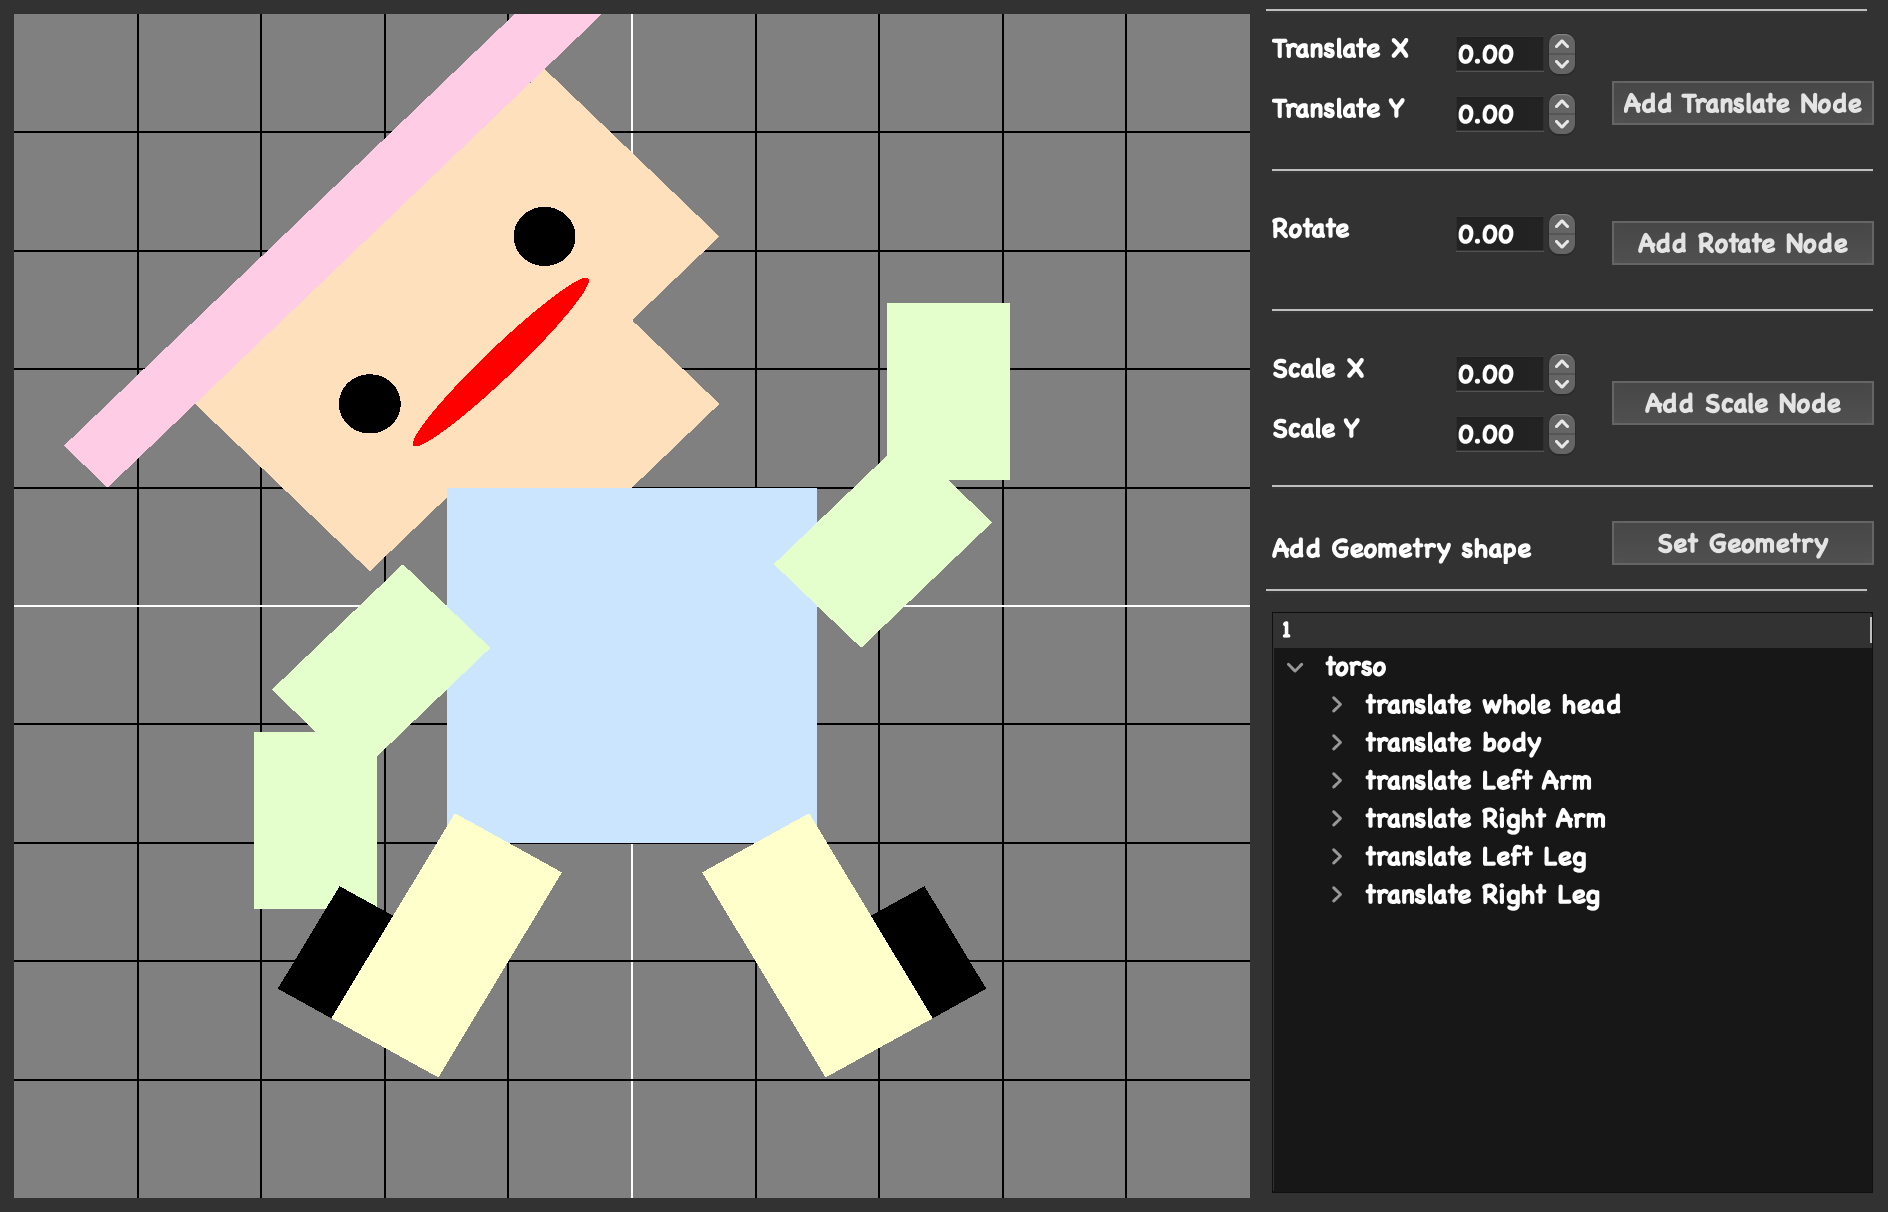 Translate X 0.00
Translate Y 0.00
Add Translate Node
Rotate 0.00
Add Rotate Node
Scale X 0.00
Scale Y 0.00
Add Scale Node
Add Geometry shape
Set Geometry
1
torso
translate whole head
translate body
translate Left Arm
translate Right Arm
translate Left Leg
translate Right Leg